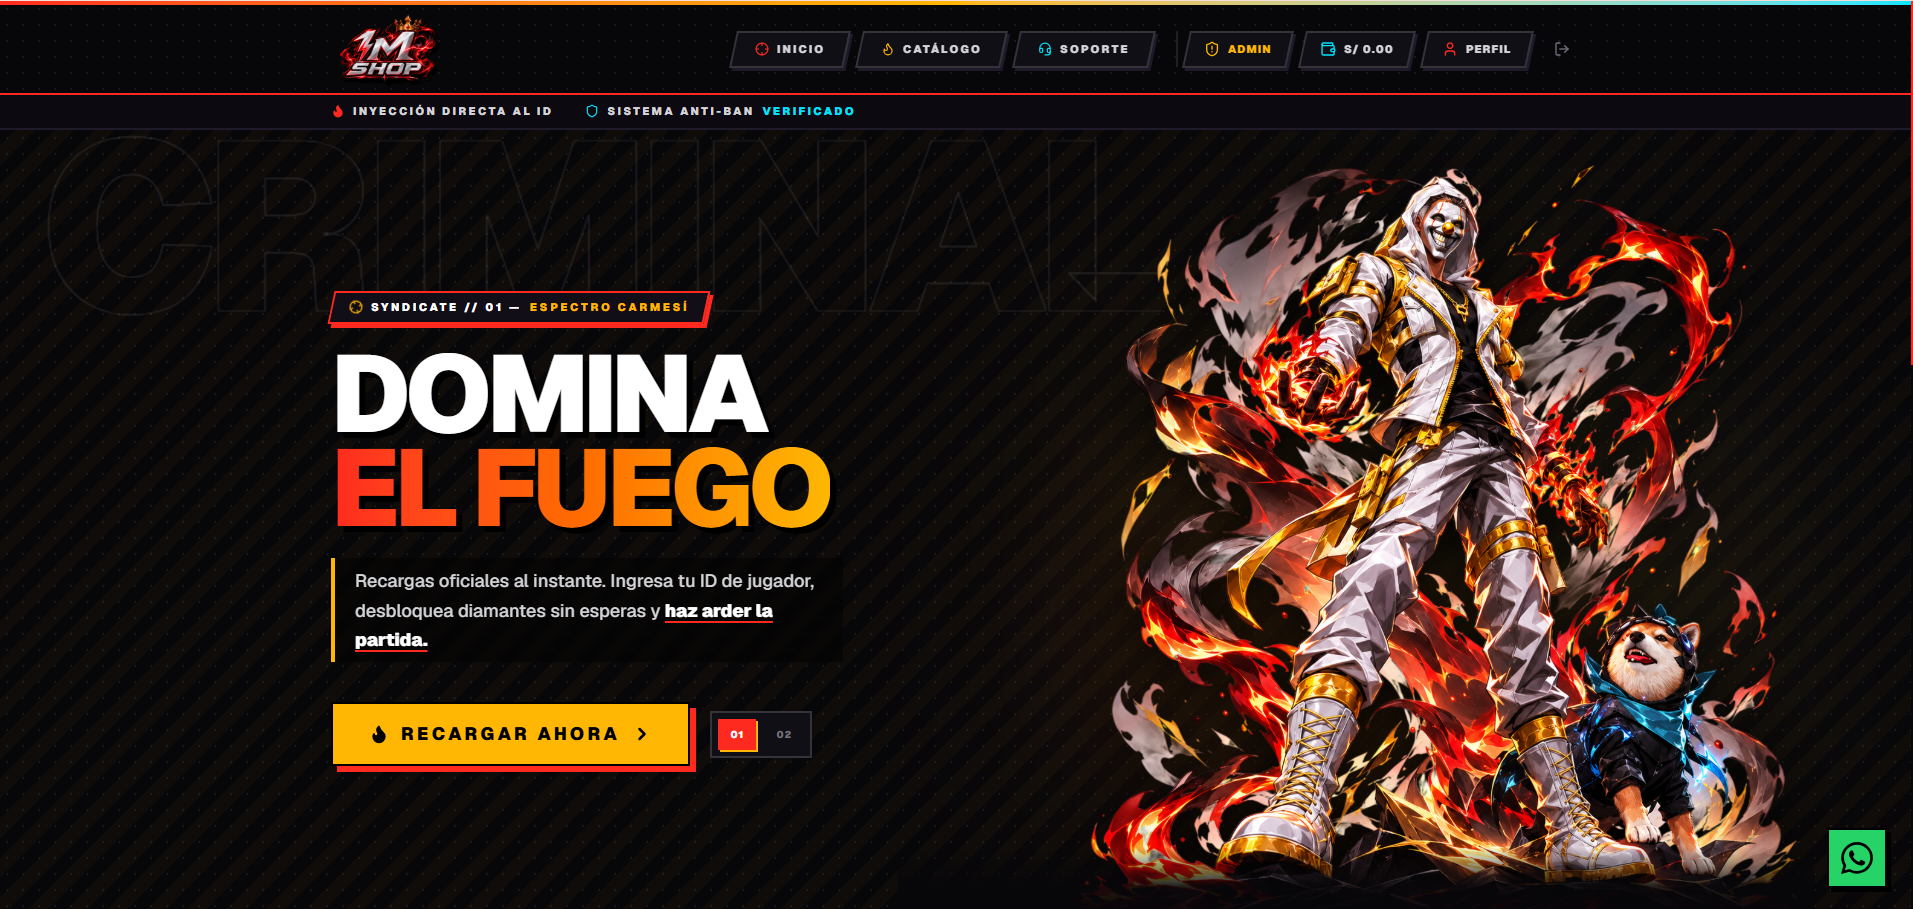 1M
SHOP
INICIO
CATÁLOGO
SOPORTE
ADMIN
S/ 0.00
PERFIL
INYECCIÓN DIRECTA AL ID
SISTEMA ANTI-BAN VERIFICADO
CRIMINAL
SYNDICATE // 01 — ESPECTRO CARMESÍ
DOMINA
EL FUEGO
Recargas oficiales al instante. Ingresa tu ID de jugador,
desbloquea diamantes sin esperas y haz arder la
partida.
RECARGAR AHORA
01
02